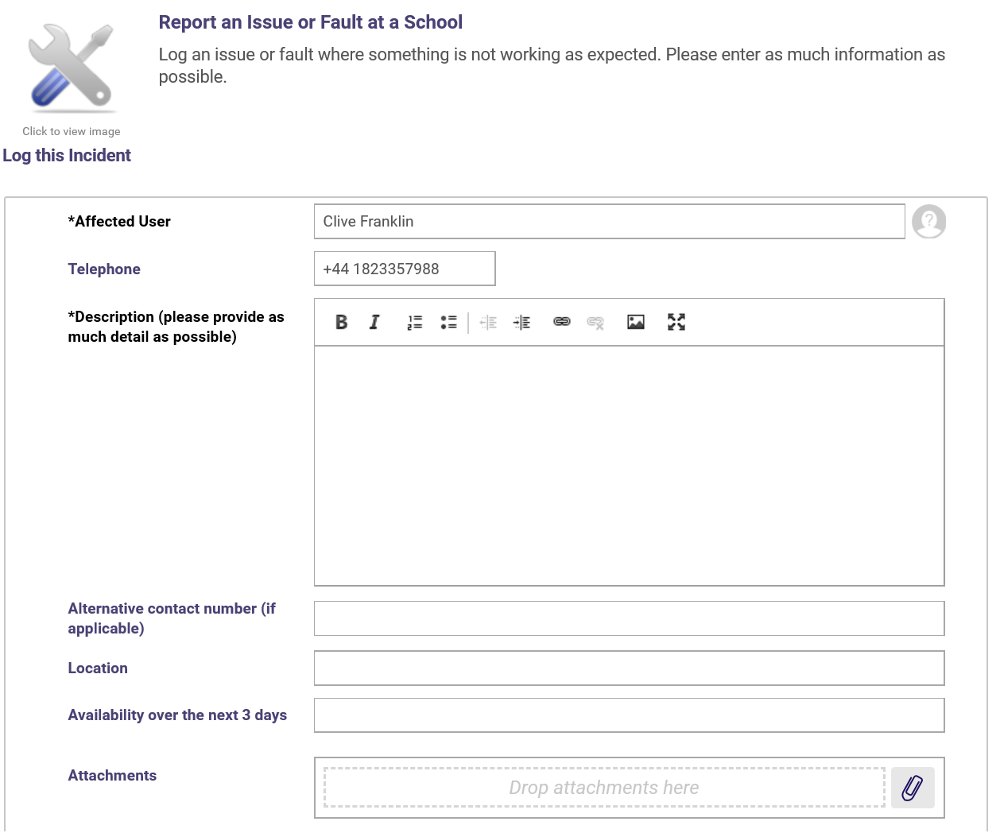 Report an Issue or Fault at a School
Log an issue or fault where something is not working as expected. Please enter as much information as
possible.
Click to view image
Log this Incident
*Affected User
Clive Franklin
Telephone
+44 1823357988
*Description (please provide as
much detail as possible)
B I
Alternative contact number (if
applicable)
Location
Availability over the next 3 days
Attachments
Drop attachments here